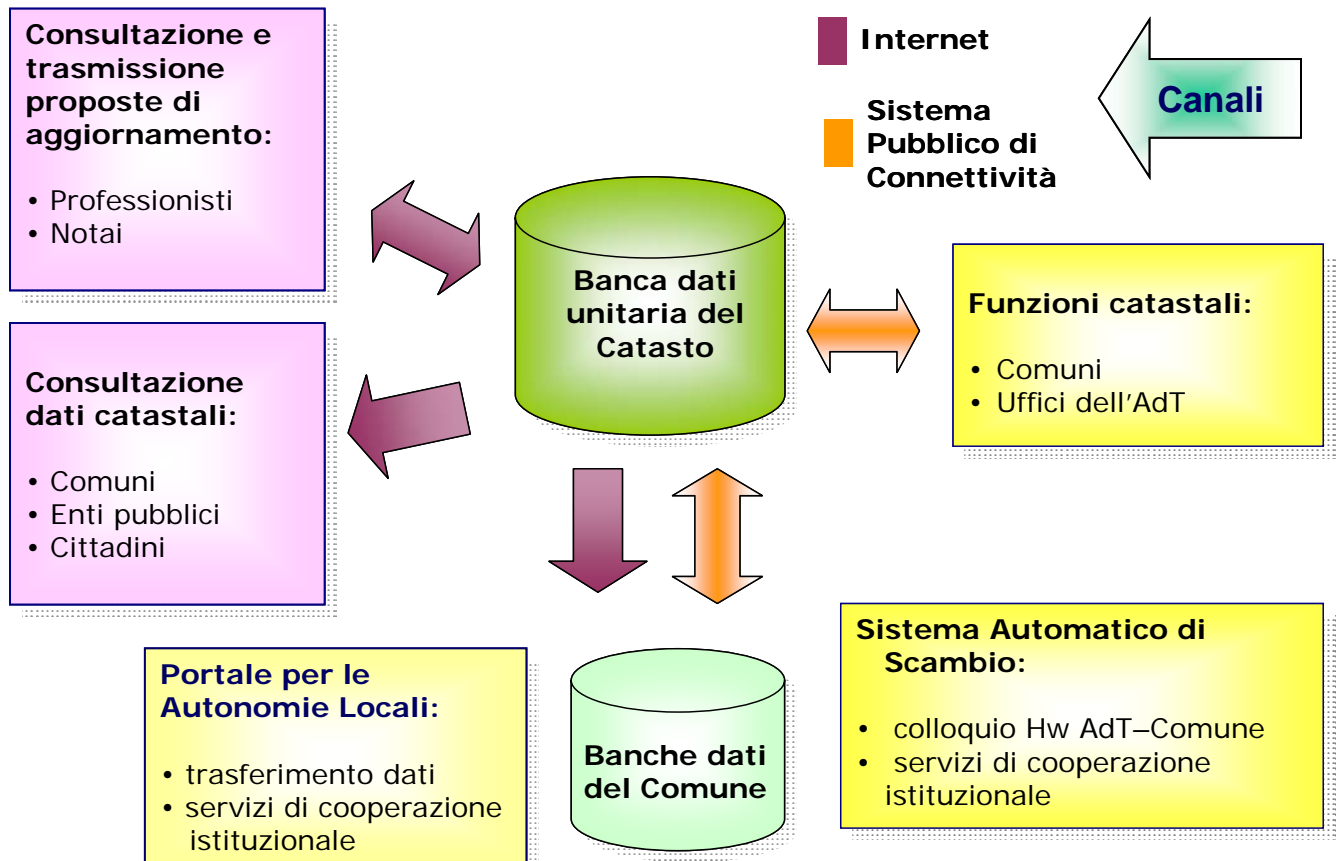 Consultazione e
trasmissione
proposte di
aggiornamento:
• Professionisti
• Notai
Internet
Sistema
Pubblico di
Connettività
Canali
Banca dati
unitaria del
Catasto
Funzioni catastali:
• Comuni
• Uffici dell’AdT
Consultazione
dati catastali:
• Comuni
• Enti pubblici
• Cittadini
Portale per le
Autonomie Locali:
• trasferimento dati
• servizi di cooperazione
istituzionale
Banche dati
del Comune
Sistema Automatico di
Scambio:
• colloquio Hw AdT–Comune
• servizi di cooperazione
istituzionale